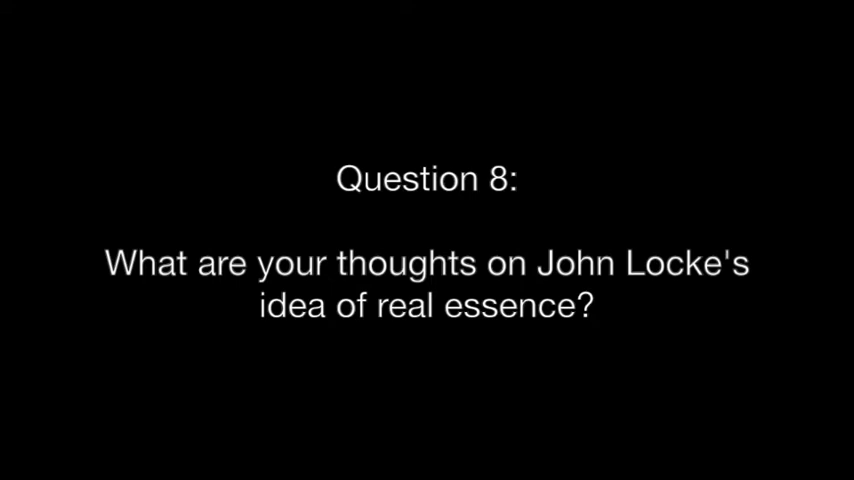 Question 8:
What are your thoughts on John Locke's
idea of real essence?